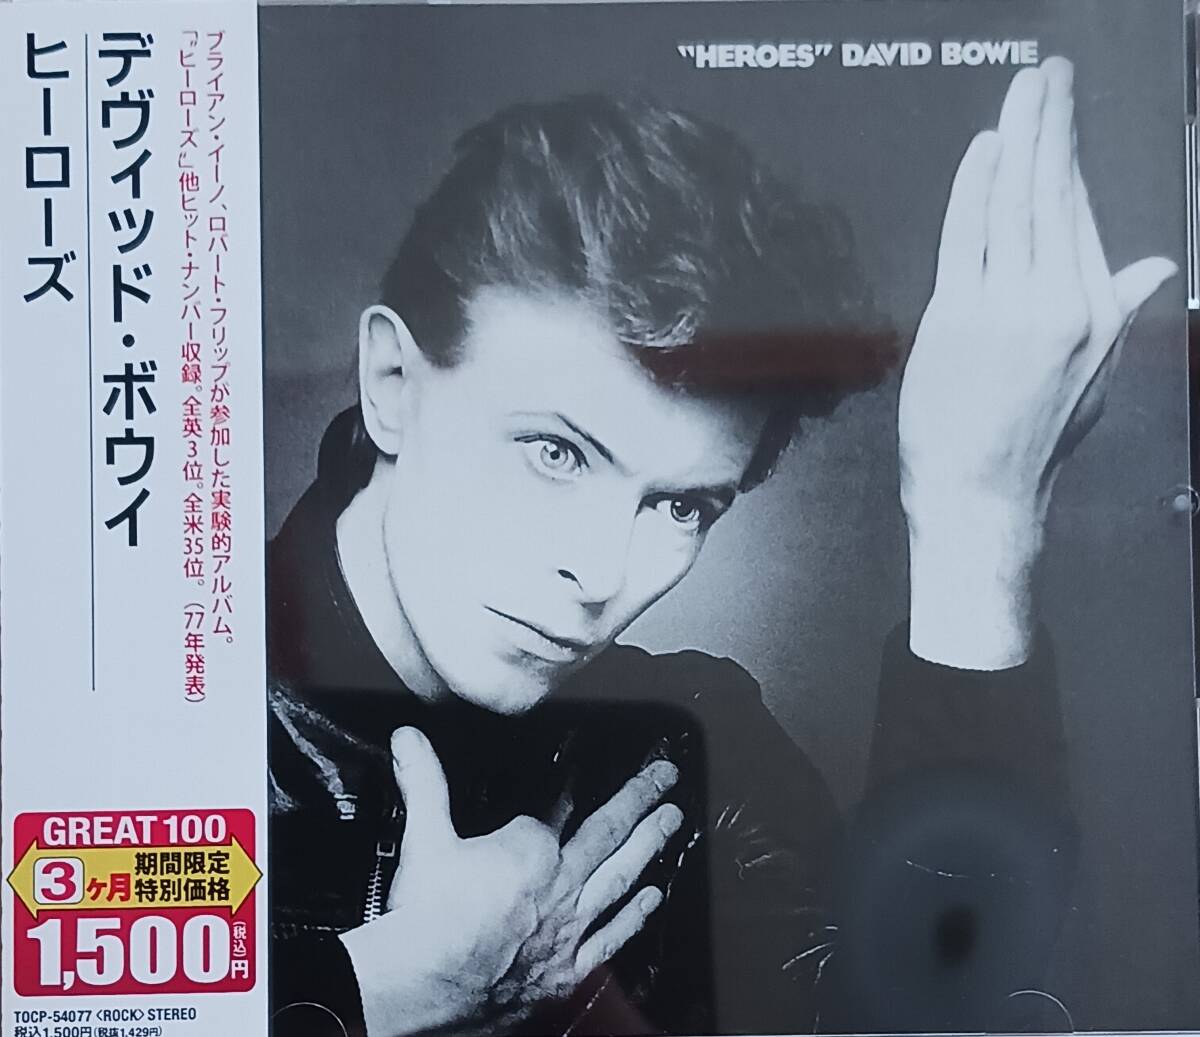 デヴィッド・ボウイ
ヒーローズ
ブライアン・イーノ、ロバート・フリップが参加した実験的アルバム。
「“ヒーローズ”」他ヒット・ナンバー収録。全英3位。全米35位。(77年発表)
"HEROES" DAVID BOWIE
GREAT 100
3ヶ月
期間限定
特別価格
1,500円(税込)
TOCP-54077 〈ROCK〉 STEREO
税込1,500円(税抜1,429円)